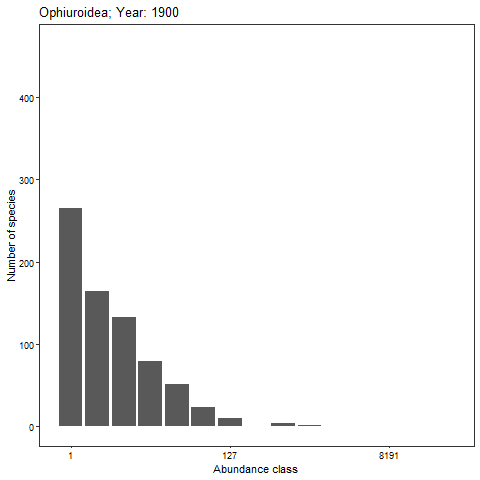 Ophiuroidea; Year: 1900
Number of species
400
300
200
100
0
1
127
8191
Abundance class